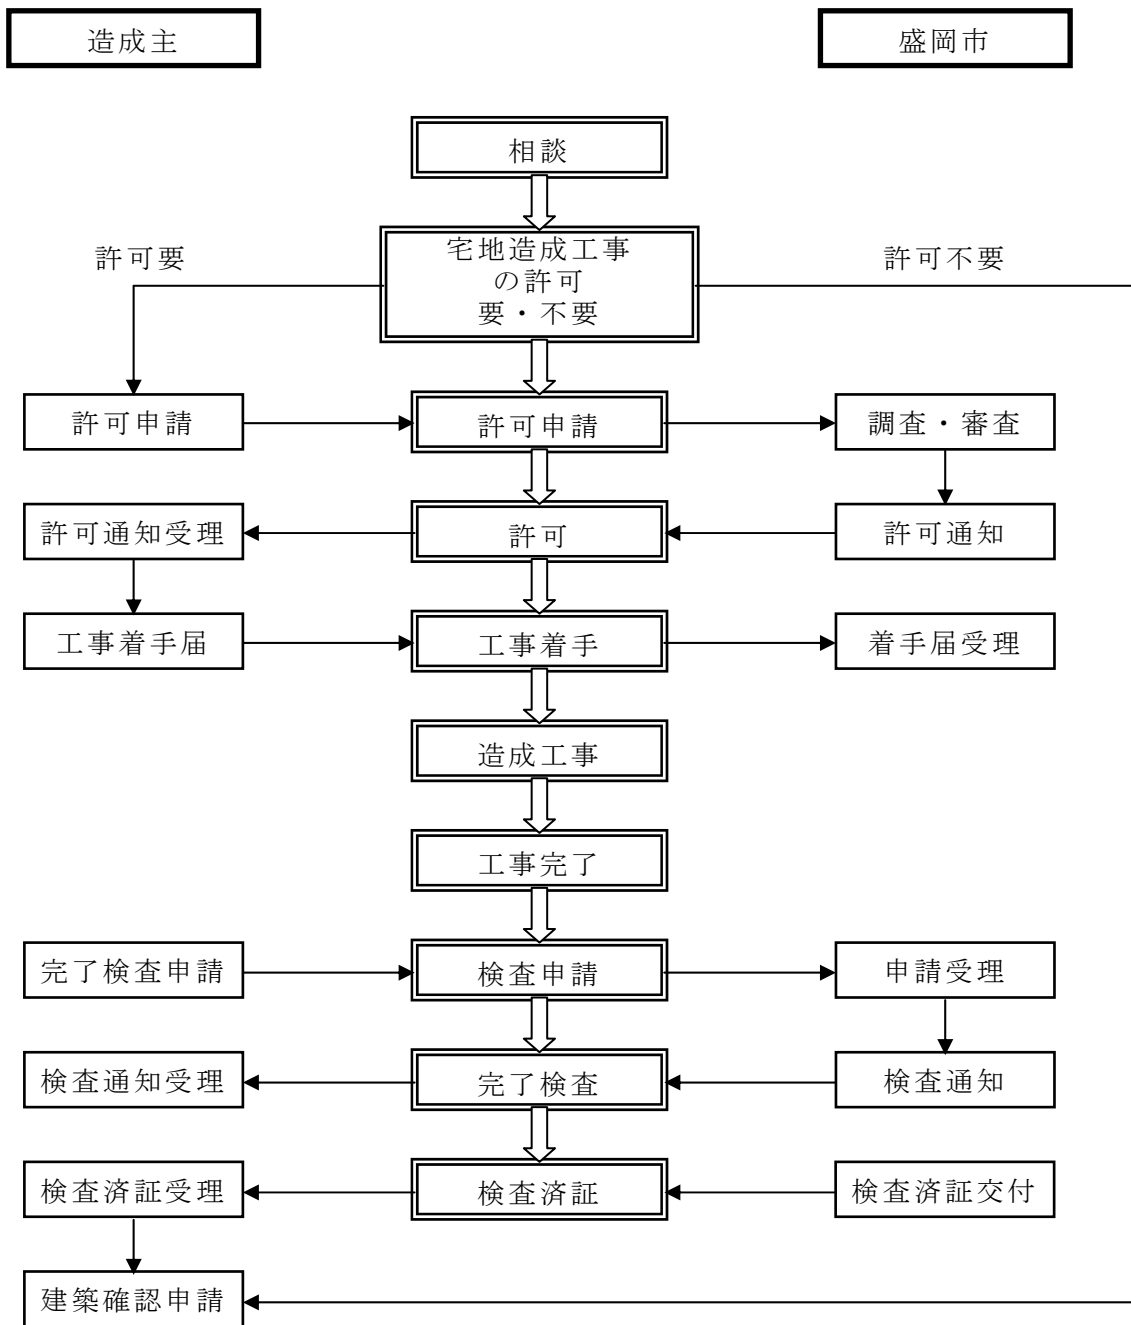 造成主
盛岡市
相談
宅地造成工事
の許可
要・不要
許可要
許可不要
許可申請
許可申請
調査・審査
許可通知受理
許可
許可通知
工事着手届
工事着手
着手届受理
造成工事
工事完了
完了検査申請
検査申請
申請受理
検査通知受理
完了検査
検査通知
検査済証受理
検査済証
検査済証交付
建築確認申請